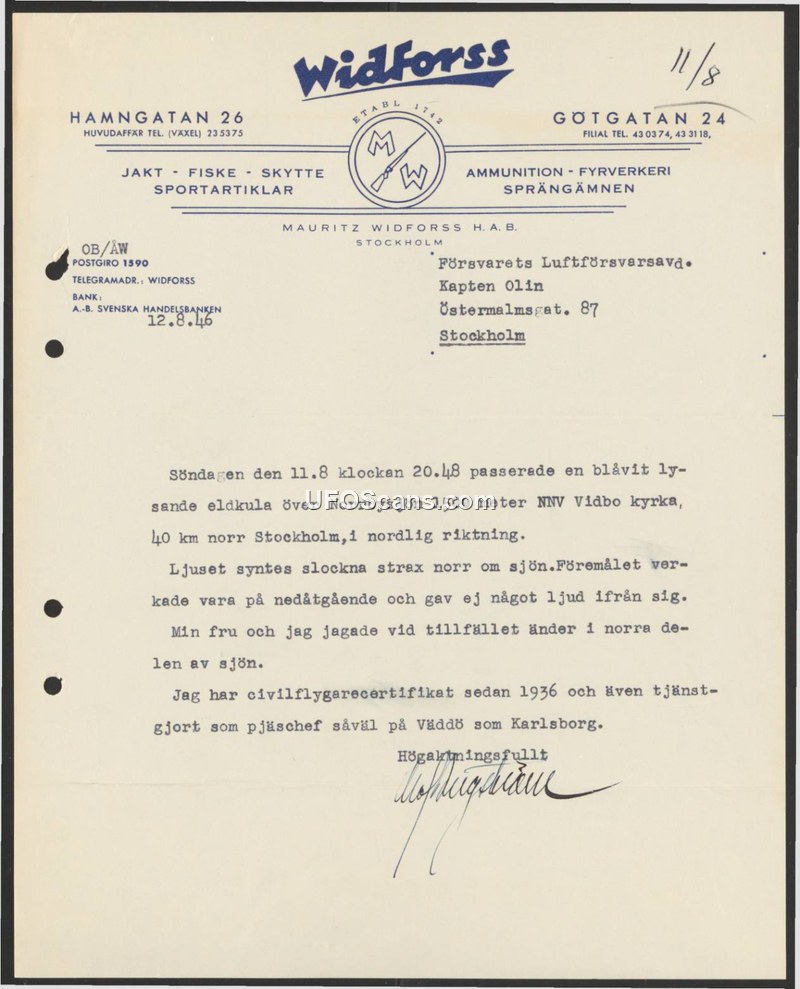 Widforss
11/8
ETABL 1742
HAMNGATAN 26
HUVUDAFFÄR TEL. (VÄXEL) 235375
GÖTGATAN 24
FILIAL TEL. 43 03 74, 43 31 18,
M W
JAKT - FISKE - SKYTTE
SPORTARTIKLAR
AMMUNITION - FYRVERKERI
SPRÄNGÄMNEN
MAURITZ WIDFORSS H. A. B.
STOCKHOLM
OB/ÅW
POSTGIRO 1590
TELEGRAMADR.: WIDFORSS
BANK:
A.-B. SVENSKA HANDELSBANKEN
12.8.46
Försvarets Luftförsvarsavd.
Kapten Olin
Östermalmsgat. 87
Stockholm
Söndagen den 11.8 klockan 20.48 passerade en blåvit ly-
sande eldkula över meter NNV Vidbo kyrka,
40 km norr Stockholm,i nordlig riktning.
Ljuset syntes slockna strax norr om sjön.Föremålet ver-
kade vara på nedåtgående och gav ej något ljud ifrån sig.
Min fru och jag jagade vid tillfället änder i norra de-
len av sjön.
Jag har civilflygarecertifikat sedan 1936 och även tjänst-
gjort som pjäschef såväl på Väddö som Karlsborg.
Högaktningsfullt
UFOScans.com